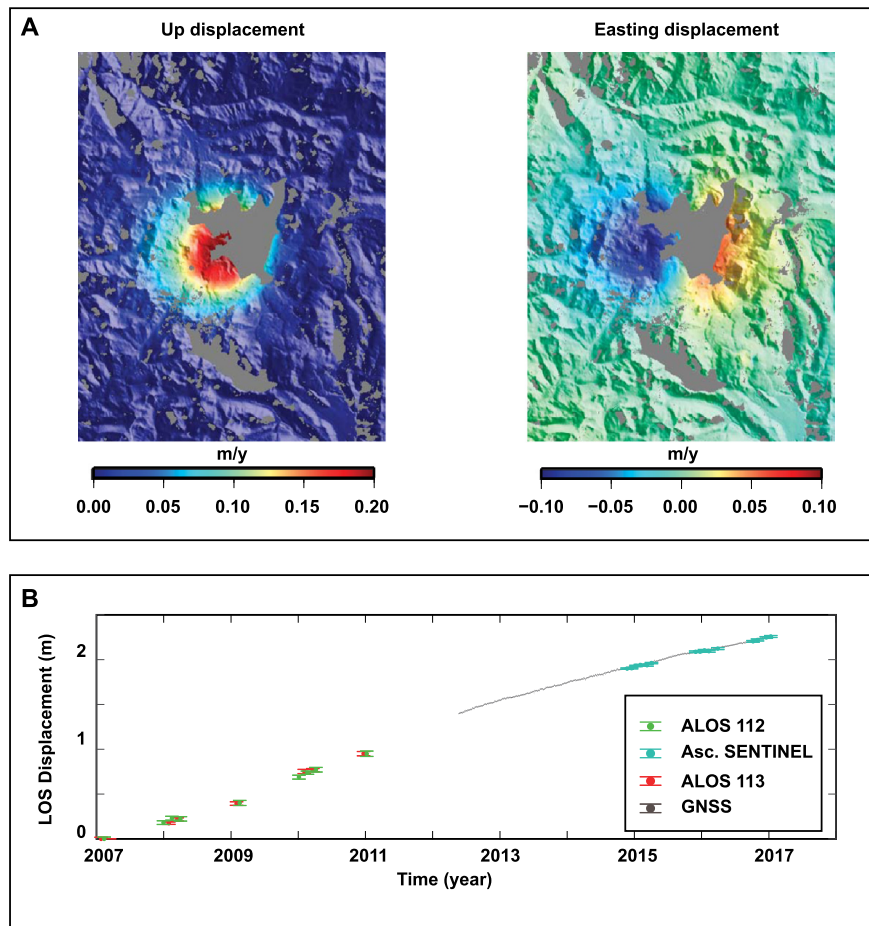 A
Up displacement
Easting displacement
m/y
0.00 0.05 0.10 0.15 0.20
m/y
−0.10 −0.05 0.00 0.05 0.10
B
LOS Displacement (m)
2
1
0
2007 2009 2011 2013 2015 2017
Time (year)
ALOS 112
Asc. SENTINEL
ALOS 113
GNSS